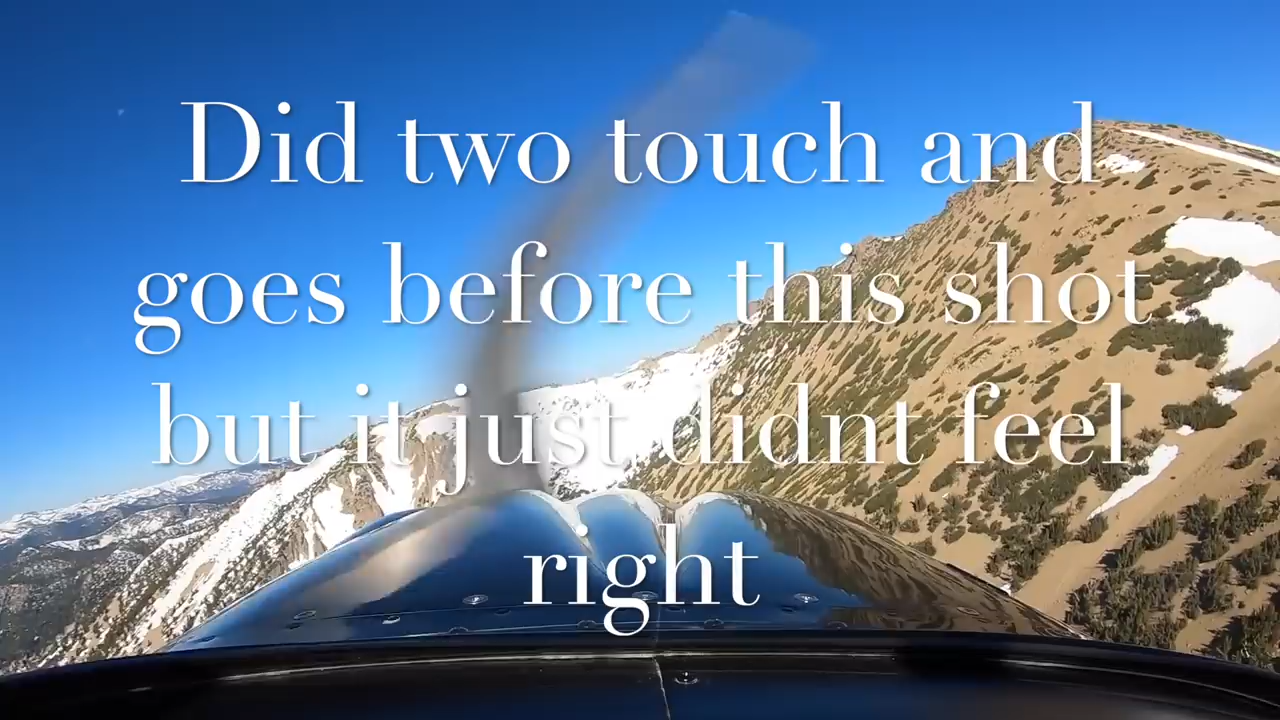 Did two touch and
goes before this shot
but it just didnt feel
right